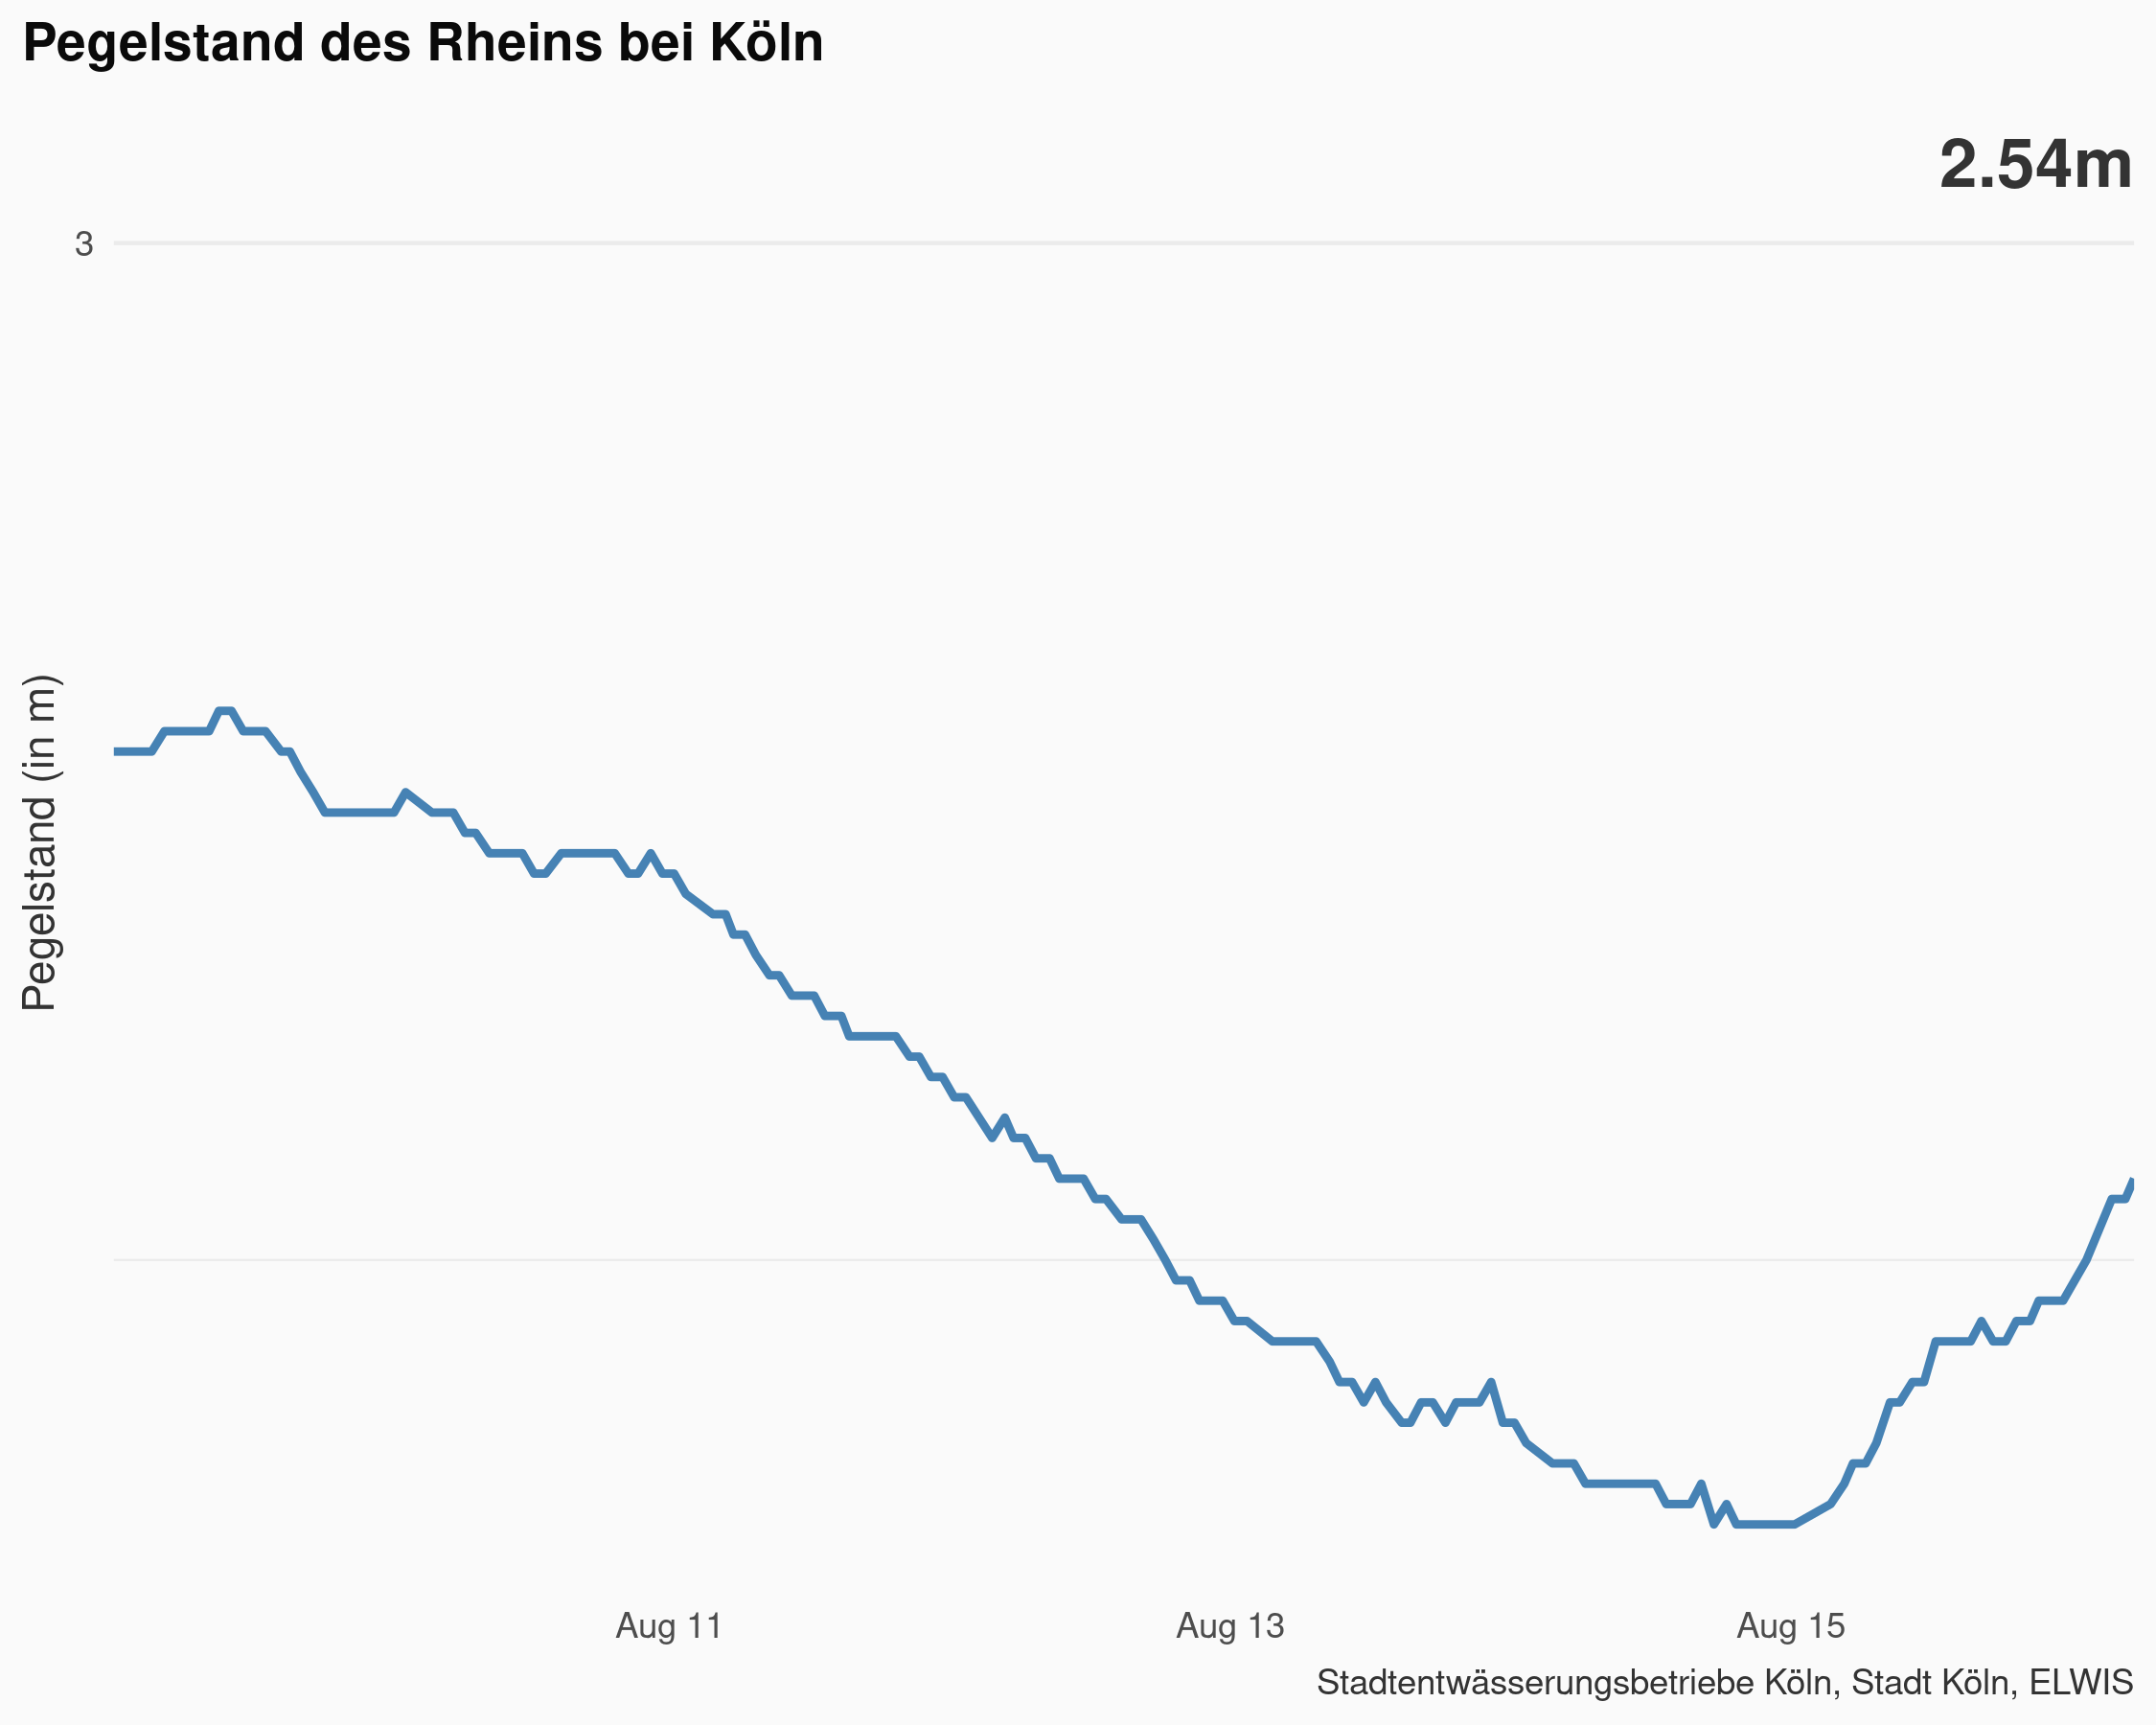 Pegelstand des Rheins bei Köln
2.54m
3
Pegelstand (in m)
Aug 11
Aug 13
Aug 15
Stadtentwässerungsbetriebe Köln, Stadt Köln, ELWIS